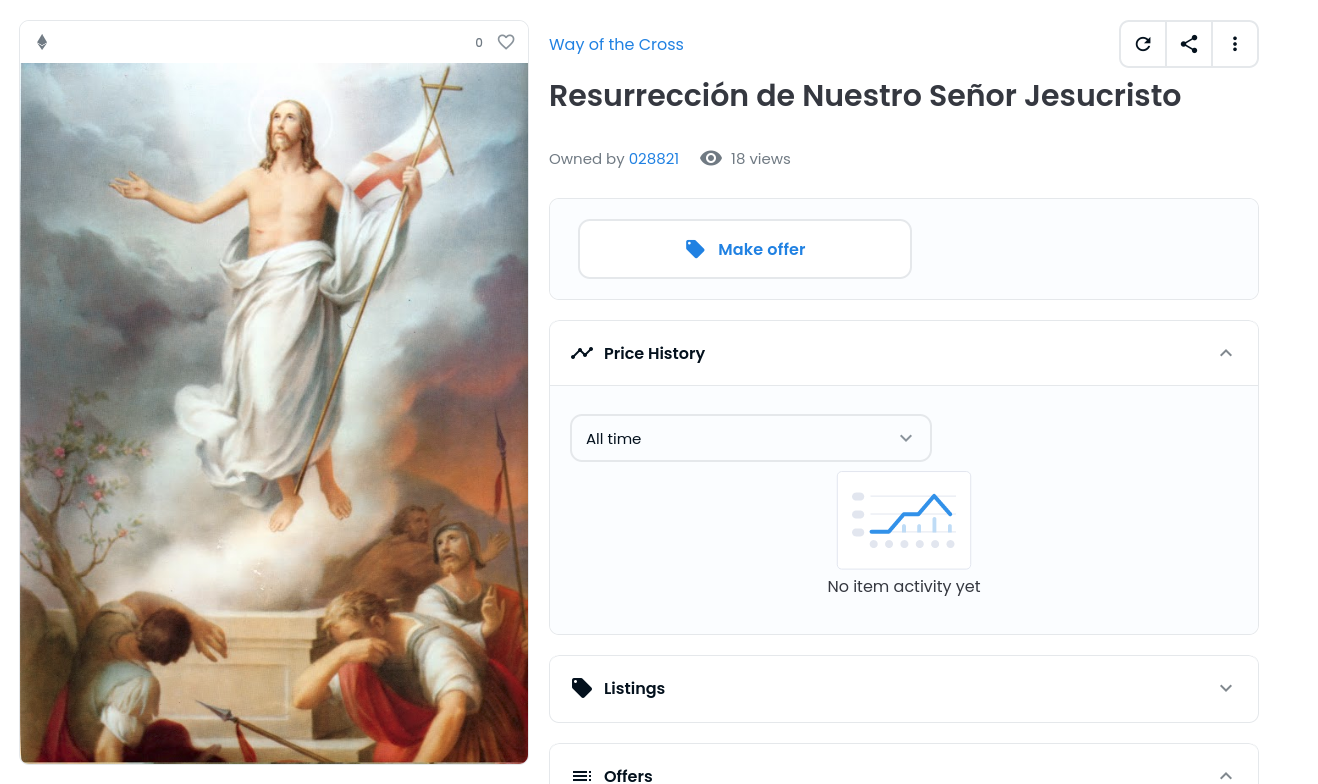 0
Way of the Cross
Resurrección de Nuestro Señor Jesucristo
Owned by 028821 18 views
Make offer
Price History
All time
No item activity yet
Listings
Offers